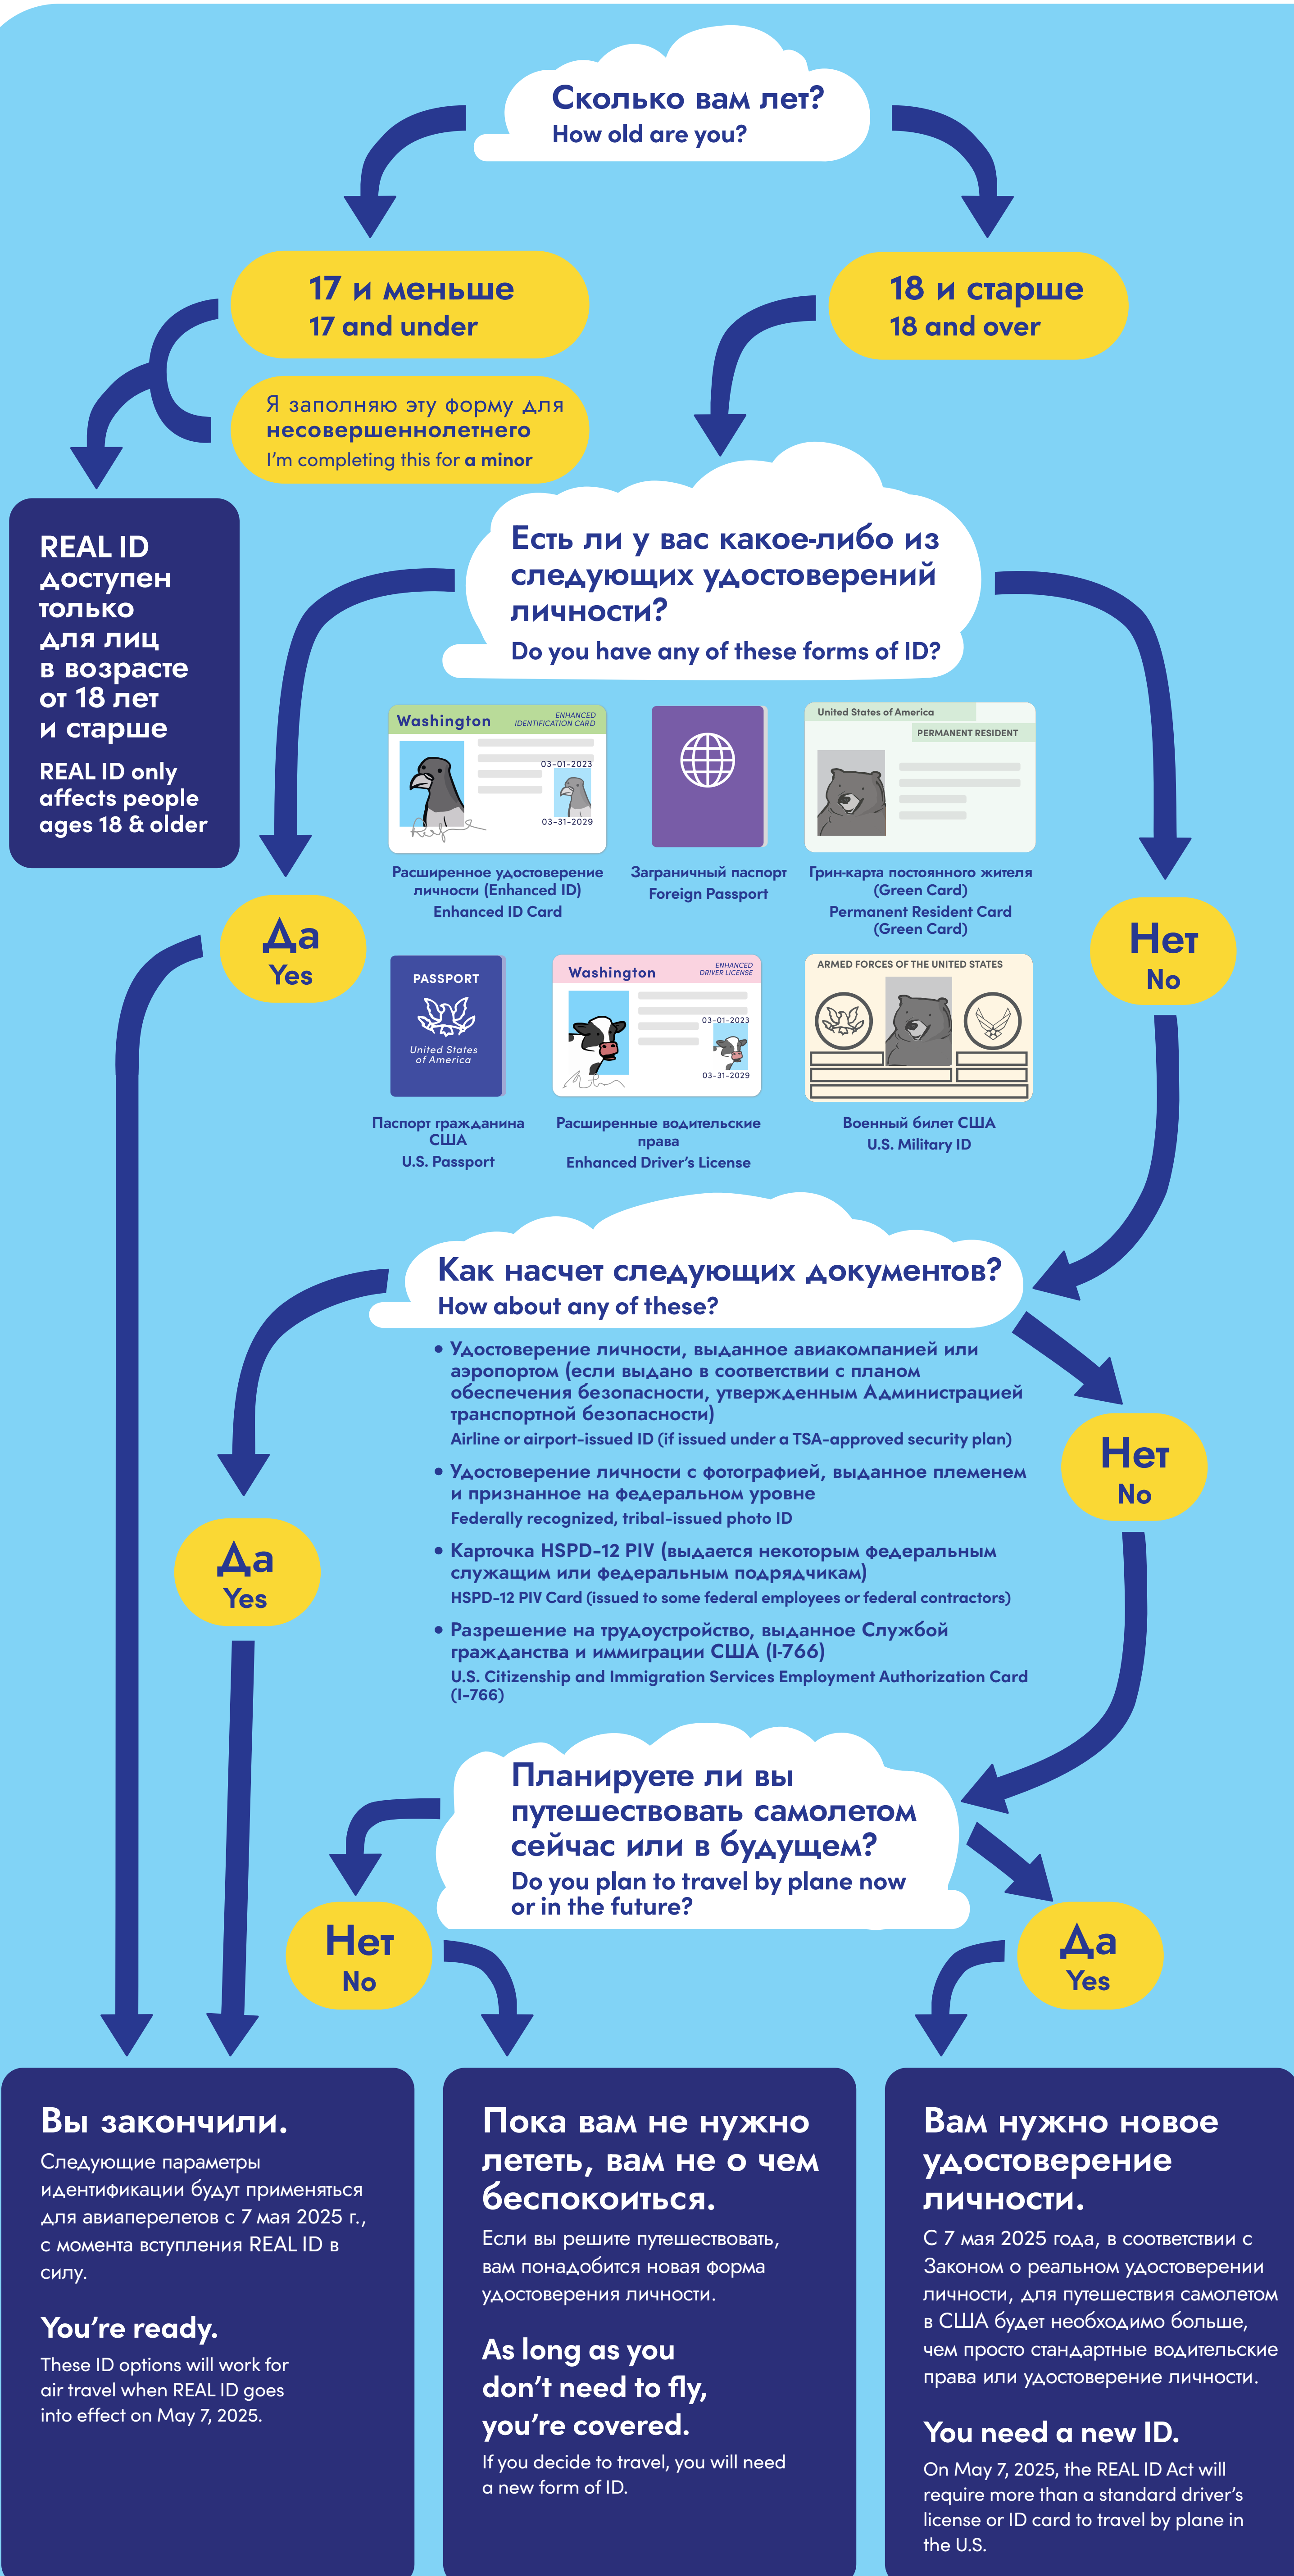 Сколько вам лет?
How old are you?
17 и меньше
17 and under
18 и старше
18 and over
Я заполняю эту форму для
несовершеннолетнего
I'm completing this for a minor
REAL ID
доступен
только
для лиц
в возрасте
от 18 лет
и старше
REAL ID only
affects people
ages 18 & older
Есть ли у вас какое-либо из
следующих удостоверений
личности?
Do you have any of these forms of ID?
Washington
ENHANCED
IDENTIFICATION CARD
03-01-2023
03-31-2029
Расширенное удостоверение
личности (Enhanced ID)
Enhanced ID Card
Заграничный паспорт
Foreign Passport
United States of America
PERMANENT RESIDENT
Грин-карта постоянного жителя
(Green Card)
Permanent Resident Card
(Green Card)
Да
Yes
Нет
No
PASSPORT
United States
of America
Паспорт гражданина
США
U.S. Passport
Washington
ENHANCED
DRIVER LICENSE
03-01-2023
03-31-2029
Расширенные водительские
права
Enhanced Driver's License
ARMED FORCES OF THE UNITED STATES
Военный билет США
U.S. Military ID
Как насчет следующих документов?
How about any of these?
• Удостоверение личности, выданное авиакомпанией или
аэропортом (если выдано в соответствии с планом
обеспечения безопасности, утвержденным Администрацией
транспортной безопасности)
Airline or airport-issued ID (if issued under a TSA-approved security plan)
• Удостоверение личности с фотографией, выданное племенем
и признанное на федеральном уровне
Federally recognized, tribal-issued photo ID
• Карточка HSPD-12 PIV (выдается некоторым федеральным
служащим или федеральным подрядчикам)
HSPD-12 PIV Card (issued to some federal employees or federal contractors)
• Разрешение на трудоустройство, выданное Службой
гражданства и иммиграции США (I-766)
U.S. Citizenship and Immigration Services Employment Authorization Card
(I-766)
Да
Yes
Нет
No
Планируете ли вы
путешествовать самолетом
сейчас или в будущем?
Do you plan to travel by plane now
or in the future?
Нет
No
Да
Yes
Вы закончили.
Следующие параметры
идентификации будут применяться
для авиаперелетов с 7 мая 2025 г.,
с момента вступления REAL ID в
силу.
You're ready.
These ID options will work for
air travel when REAL ID goes
into effect on May 7, 2025.
Пока вам не нужно
лететь, вам не о чем
беспокоиться.
Если вы решите путешествовать,
вам понадобится новая форма
удостоверения личности.
As long as you
don't need to fly,
you're covered.
If you decide to travel, you will need
a new form of ID.
Вам нужно новое
удостоверение
личности.
С 7 мая 2025 года, в соответствии с
Законом о реальном удостоверении
личности, для путешествия самолетом
в США будет необходимо больше,
чем просто стандартные водительские
права или удостоверение личности.
You need a new ID.
On May 7, 2025, the REAL ID Act will
require more than a standard driver's
license or ID card to travel by plane in
the U.S.